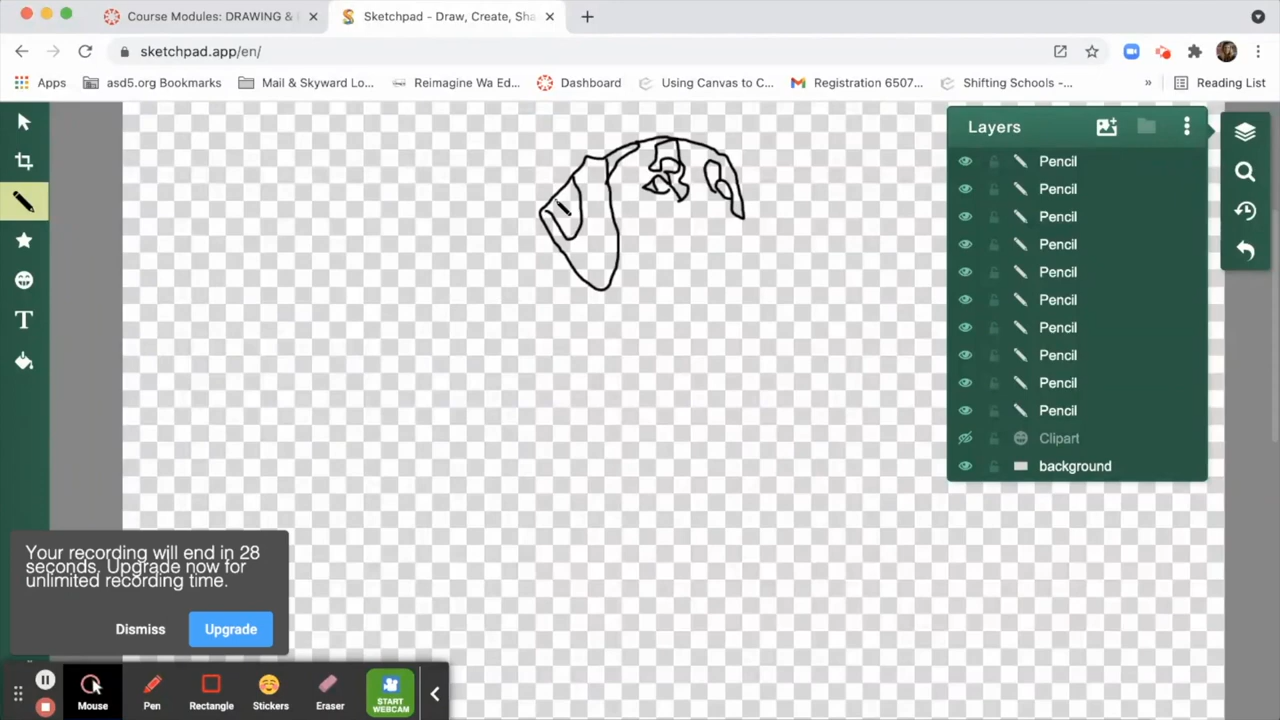 Course Modules: DRAWING &
Sketchpad - Draw, Create, Sha
sketchpad.app/en/
Apps
asd5.org Bookmarks
Mail & Skyward Lo...
Reimagine Wa Ed...
Dashboard
Using Canvas to C...
Registration 6507...
Shifting Schools -...
»
Reading List
Layers
Pencil
Pencil
Pencil
Pencil
Pencil
Pencil
Pencil
Pencil
Pencil
Pencil
Clipart
background
T
Your recording will end in 28
seconds. Upgrade now for
unlimited recording time.
Dismiss
Upgrade
Mouse
Pen
Rectangle
Stickers
START
WEBCAM
Eraser